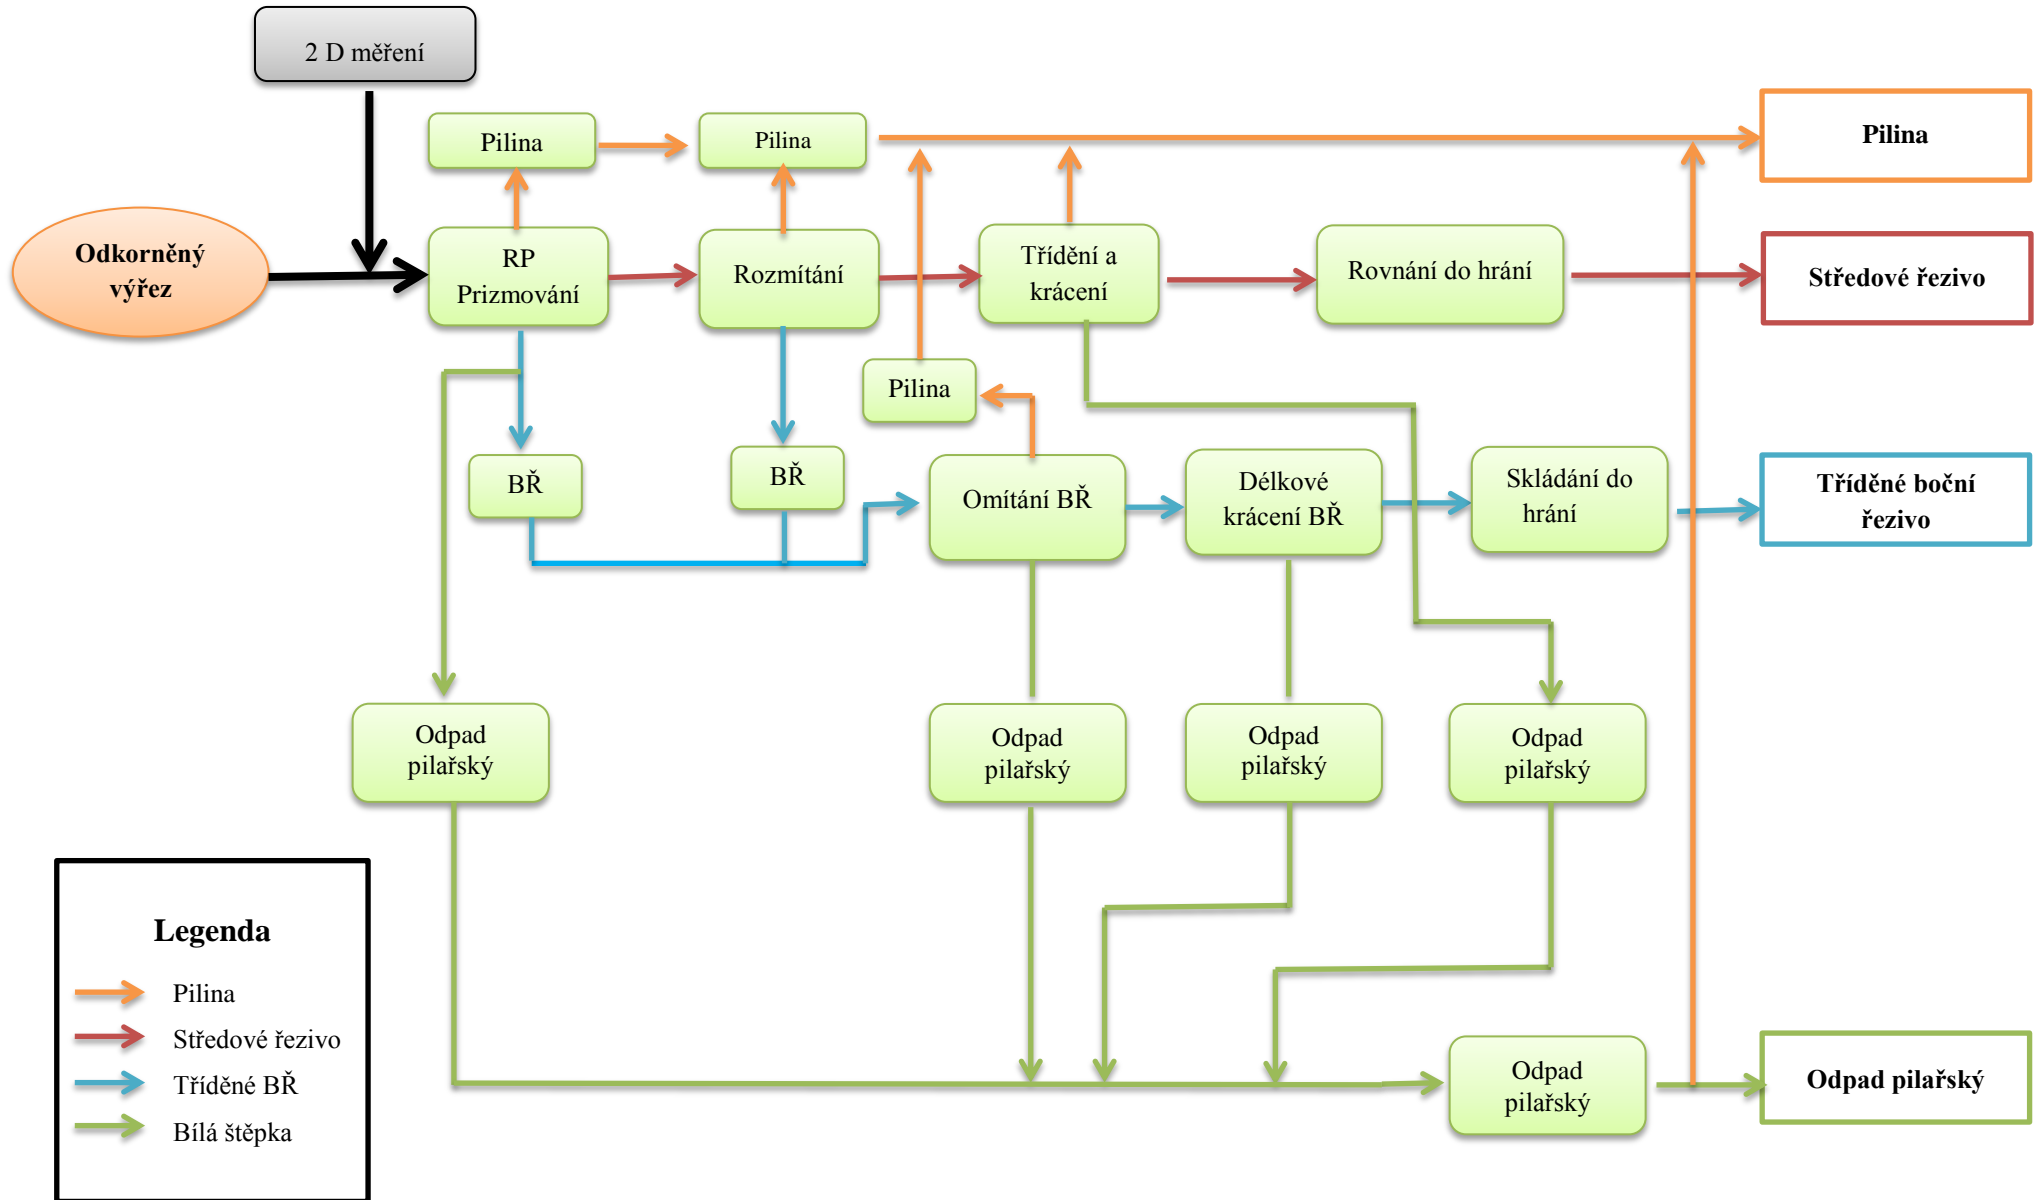 2 D měření
Pilina
Pilina
Pilina
Odkorněný
výřez
RP
Prizmování
Rozmítání
Třídění a
krácení
Rovnání do hrání
Středové řezivo
Pilina
BŘ
BŘ
Omítání BŘ
Délkové
krácení BŘ
Skládání do
hrání
Tříděné boční
řezivo
Odpad
pilařský
Odpad
pilařský
Odpad
pilařský
Odpad
pilařský
Legenda
Pilina
Středové řezivo
Tříděné BŘ
Bílá štěpka
Odpad
pilařský
Odpad pilařský